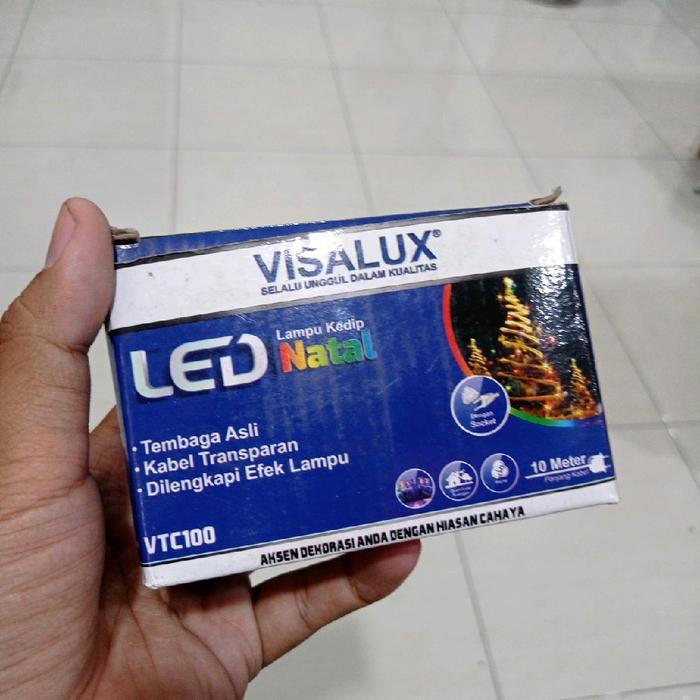 VISALUX®
SELALU UNGGUL DALAM KUALITAS
LED
Lampu Kedip
Natal
Dengan
Socket
· Tembaga Asli
· Kabel Transparan
· Dilengkapi Efek Lampu
10 Meter
Panjang Kabel
VTC100
AKSEN DEKORASI ANDA DENGAN HIASAN CAHAYA